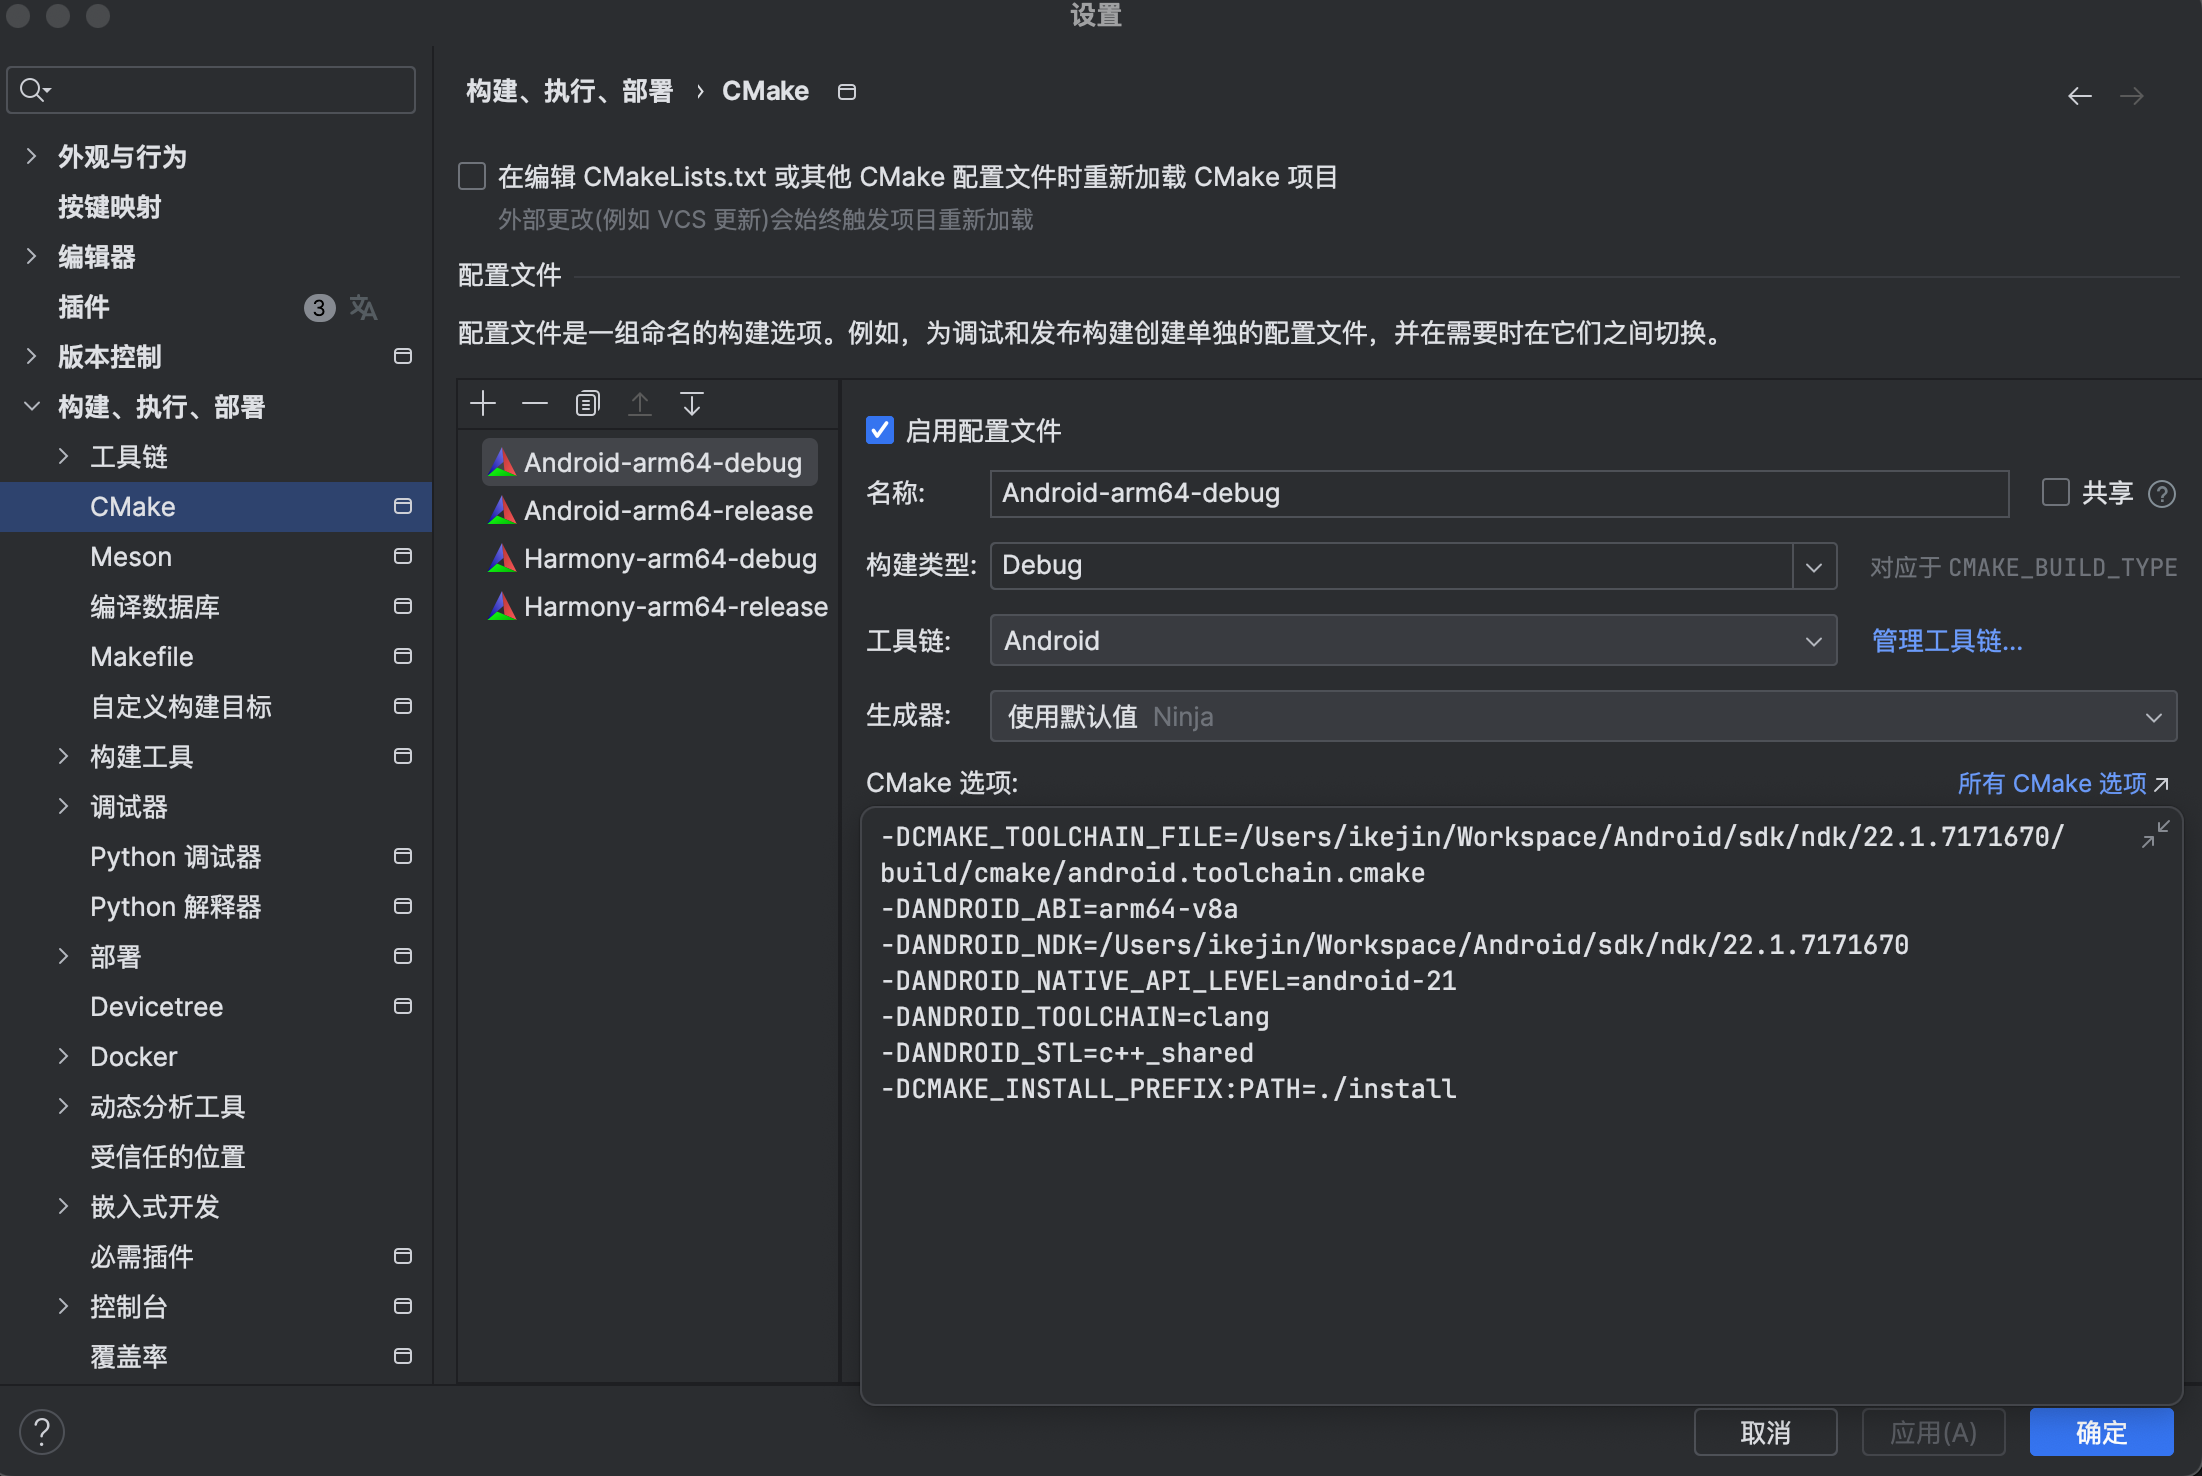 设置
构建、执行、部署 › CMake
外观与行为
按键映射
编辑器
插件 3
版本控制
构建、执行、部署
工具链
CMake
Meson
编译数据库
Makefile
自定义构建目标
构建工具
调试器
Python 调试器
Python 解释器
部署
Devicetree
Docker
动态分析工具
受信任的位置
嵌入式开发
必需插件
控制台
覆盖率
在编辑 CMakeLists.txt 或其他 CMake 配置文件时重新加载 CMake 项目
外部更改(例如 VCS 更新)会始终触发项目重新加载
配置文件
配置文件是一组命名的构建选项。例如，为调试和发布构建创建单独的配置文件，并在需要时在它们之间切换。
Android-arm64-debug
Android-arm64-release
Harmony-arm64-debug
Harmony-arm64-release
启用配置文件
名称: Android-arm64-debug 共享 ?
构建类型: Debug 对应于 CMAKE_BUILD_TYPE
工具链: Android 管理工具链...
生成器: 使用默认值 Ninja
CMake 选项: 所有 CMake 选项
-DCMAKE_TOOLCHAIN_FILE=/Users/ikejin/Workspace/Android/sdk/ndk/22.1.7171670/
build/cmake/android.toolchain.cmake
-DANDROID_ABI=arm64-v8a
-DANDROID_NDK=/Users/ikejin/Workspace/Android/sdk/ndk/22.1.7171670
-DANDROID_NATIVE_API_LEVEL=android-21
-DANDROID_TOOLCHAIN=clang
-DANDROID_STL=c++_shared
-DCMAKE_INSTALL_PREFIX:PATH=./install
? 取消 应用(A) 确定